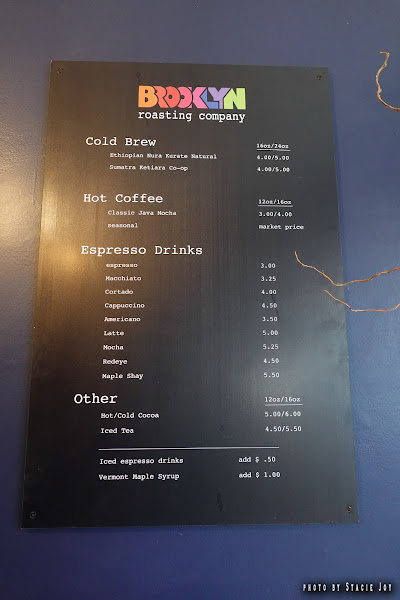 BROOKLYN
roasting company
Cold Brew 16oz/24oz
Ethiopian Nura Korate Natural 4.00/5.00
Sumatra Ketiara Co-op 4.00/5.00
Hot Coffee 12oz/16oz
Classic Java Mocha 3.00/4.00
seasonal market price
Espresso Drinks
espresso 3.00
Macchiato 3.25
Cortado 4.00
Cappuccino 4.50
Americano 3.50
Latte 5.00
Mocha 5.25
Redeye 4.50
Maple Shay 5.50
Other 12oz/16oz
Hot/Cold Cocoa 5.00/6.00
Iced Tea 4.50/5.50
Iced espresso drinks add $ .50
Vermont Maple Syrup add $ 1.00
PHOTO BY STACIE JOY